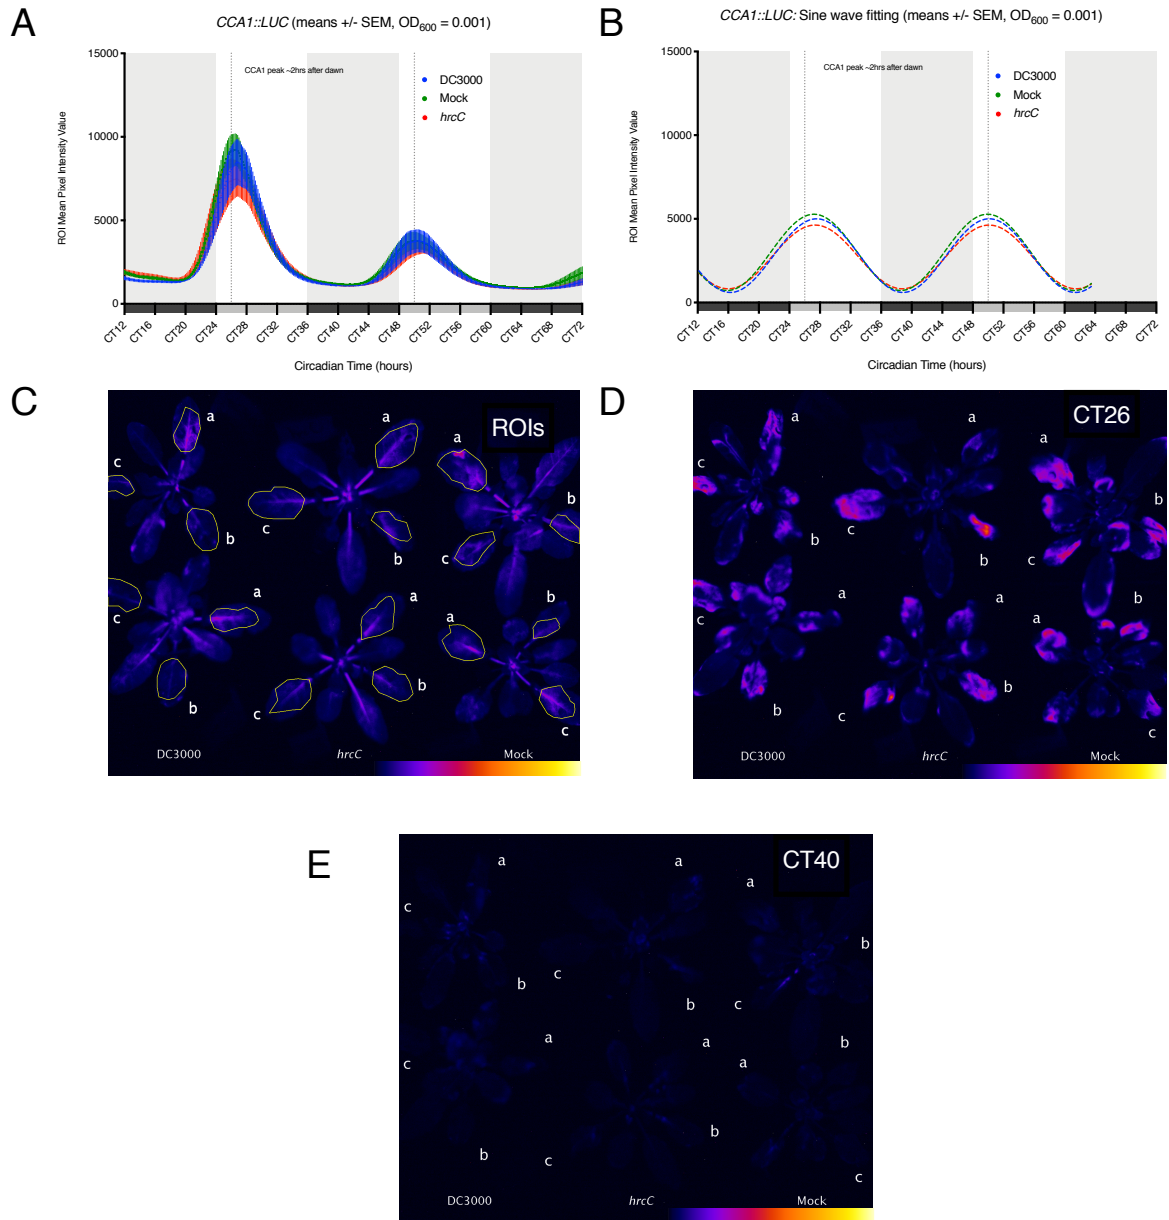 A
CCA1::LUC (means +/- SEM, OD600 = 0.001)
15000
10000
5000
0
ROI Mean Pixel Intensity Value
CCA1 peak ~2hrs after dawn
DC3000
Mock
hrcC
CT12
CT16
CT20
CT24
CT28
CT32
CT36
CT40
CT44
CT48
CT52
CT56
CT60
CT64
CT68
CT72
Circadian Time (hours)
B
CCA1::LUC: Sine wave fitting (means +/- SEM, OD600 = 0.001)
15000
10000
5000
0
ROI Mean Pixel Intensity Value
CCA1 peak ~2hrs after dawn
DC3000
Mock
hrcC
CT12
CT16
CT20
CT24
CT28
CT32
CT36
CT40
CT44
CT48
CT52
CT56
CT60
CT64
CT68
CT72
Circadian Time (hours)
C
ROIs
a
a
a
c
b
c
b
b
c
a
a
b
a
c
b
c
b
c
DC3000
hrcC
Mock
D
CT26
a
a
a
c
b
c
b
b
c
a
a
b
a
c
b
c
b
c
DC3000
hrcC
Mock
E
CT40
a
a
a
c
b
c
b
b
c
a
a
b
a
c
b
c
b
c
DC3000
hrcC
Mock